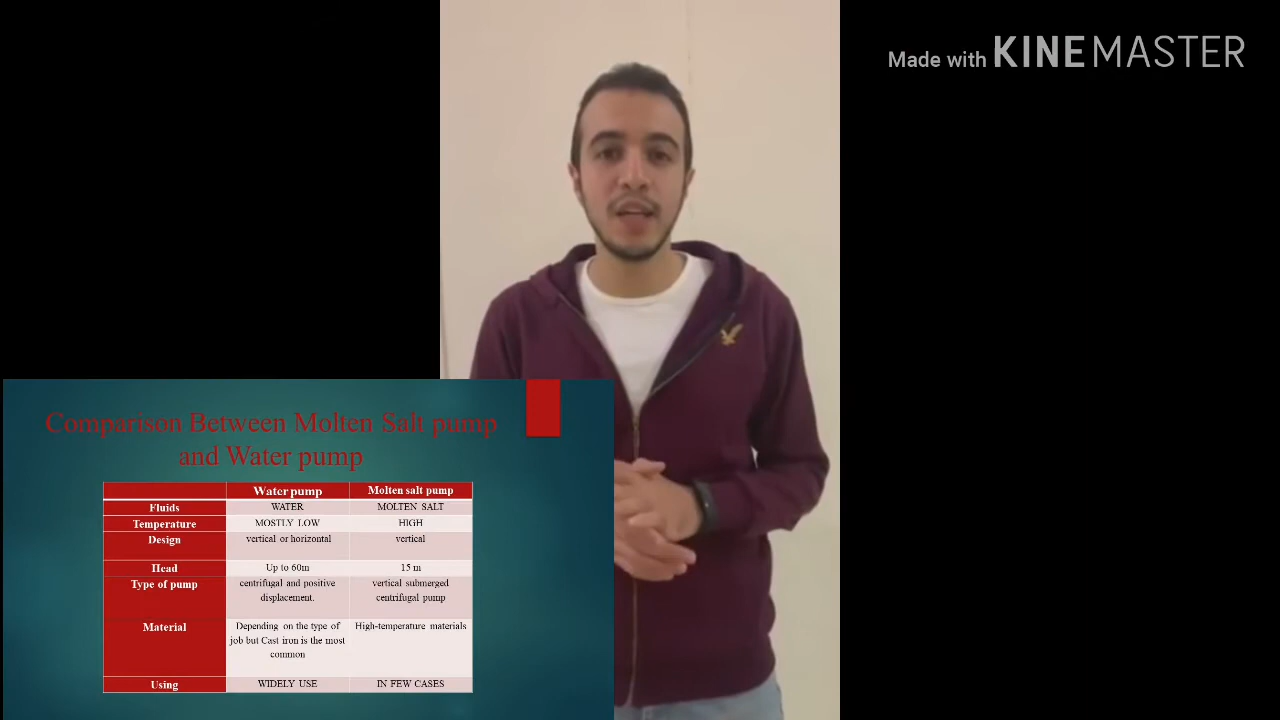 Made with KINEMASTER
Comparison Between Molten Salt pump
and Water pump
Water pump Molten salt pump
Fluids WATER MOLTEN SALT
Temperature MOSTLY LOW HIGH
Design vertical or horizontal vertical
Head Up to 60m 15 m
Type of pump centrifugal and positive displacement. vertical submerged centrifugal pump
Material Depending on the type of job but Cast iron is the most common High-temperature materials
Using WIDELY USE IN FEW CASES